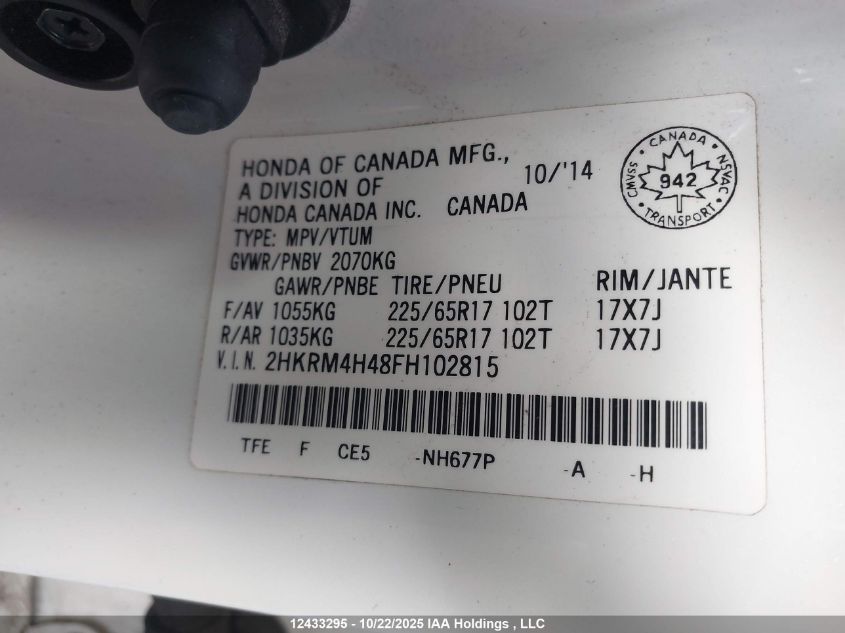 HONDA OF CANADA MFG.,
A DIVISION OF 10/'14
HONDA CANADA INC. CANADA
TYPE: MPV/VTUM
GVWR/PNBV 2070KG
GAWR/PNBE TIRE/PNEU RIM/JANTE
F/AV 1055KG 225/65R17 102T 17X7J
R/AR 1035KG 225/65R17 102T 17X7J
V.I.N. 2HKRM4H48FH102815
TFE F CE5 -NH677P -A -H
CMVSS • CANADA • NSVAC • TRANSPORT •
942
12433295 - 10/22/2025 IAA Holdings , LLC